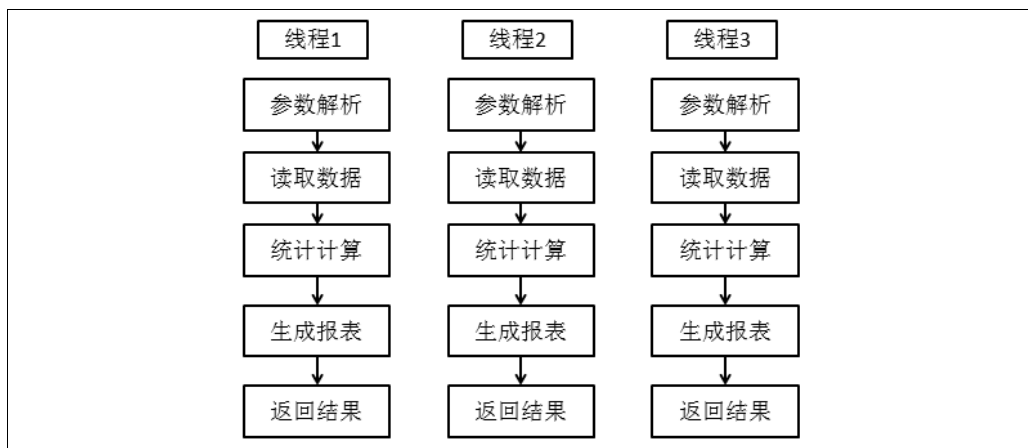 线程1 线程2 线程3
参数解析 参数解析 参数解析
读取数据 读取数据 读取数据
统计计算 统计计算 统计计算
生成报表 生成报表 生成报表
返回结果 返回结果 返回结果